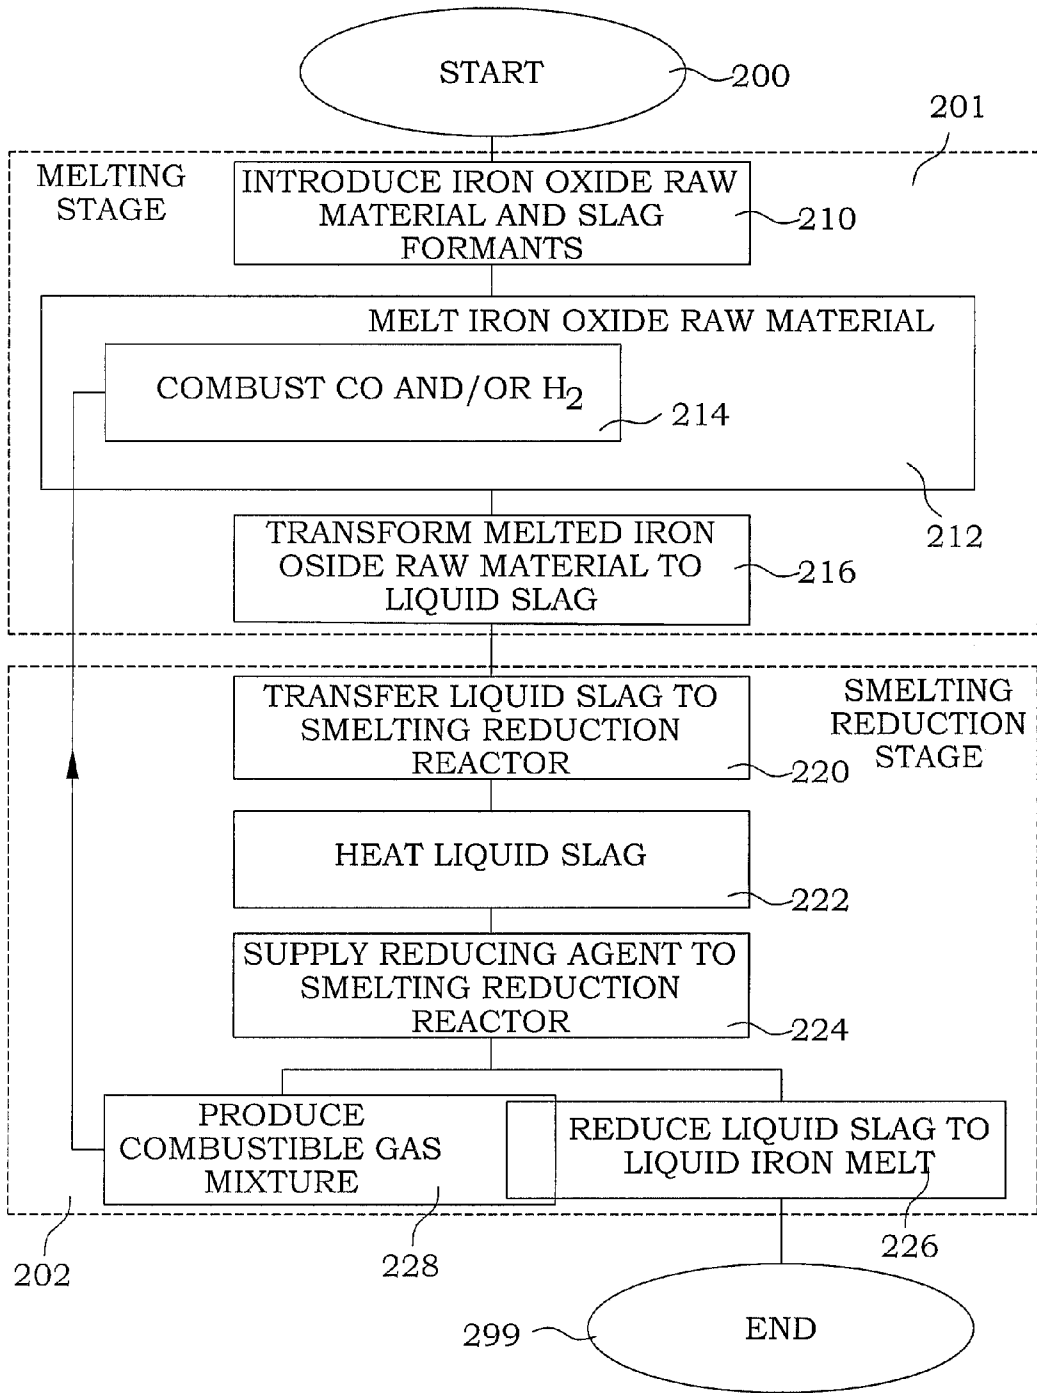 START
200
201
MELTING
STAGE
INTRODUCE IRON OXIDE RAW
MATERIAL AND SLAG
FORMANTS
210
MELT IRON OXIDE RAW MATERIAL
COMBUST CO AND/OR H2
214
212
TRANSFORM MELTED IRON
OSIDE RAW MATERIAL TO
LIQUID SLAG
216
TRANSFER LIQUID SLAG TO
SMELTING REDUCTION
REACTOR
220
SMELTING
REDUCTION
STAGE
HEAT LIQUID SLAG
222
SUPPLY REDUCING AGENT TO
SMELTING REDUCTION
REACTOR
224
PRODUCE
COMBUSTIBLE GAS
MIXTURE
REDUCE LIQUID SLAG TO
LIQUID IRON MELT
202
228
226
END
299